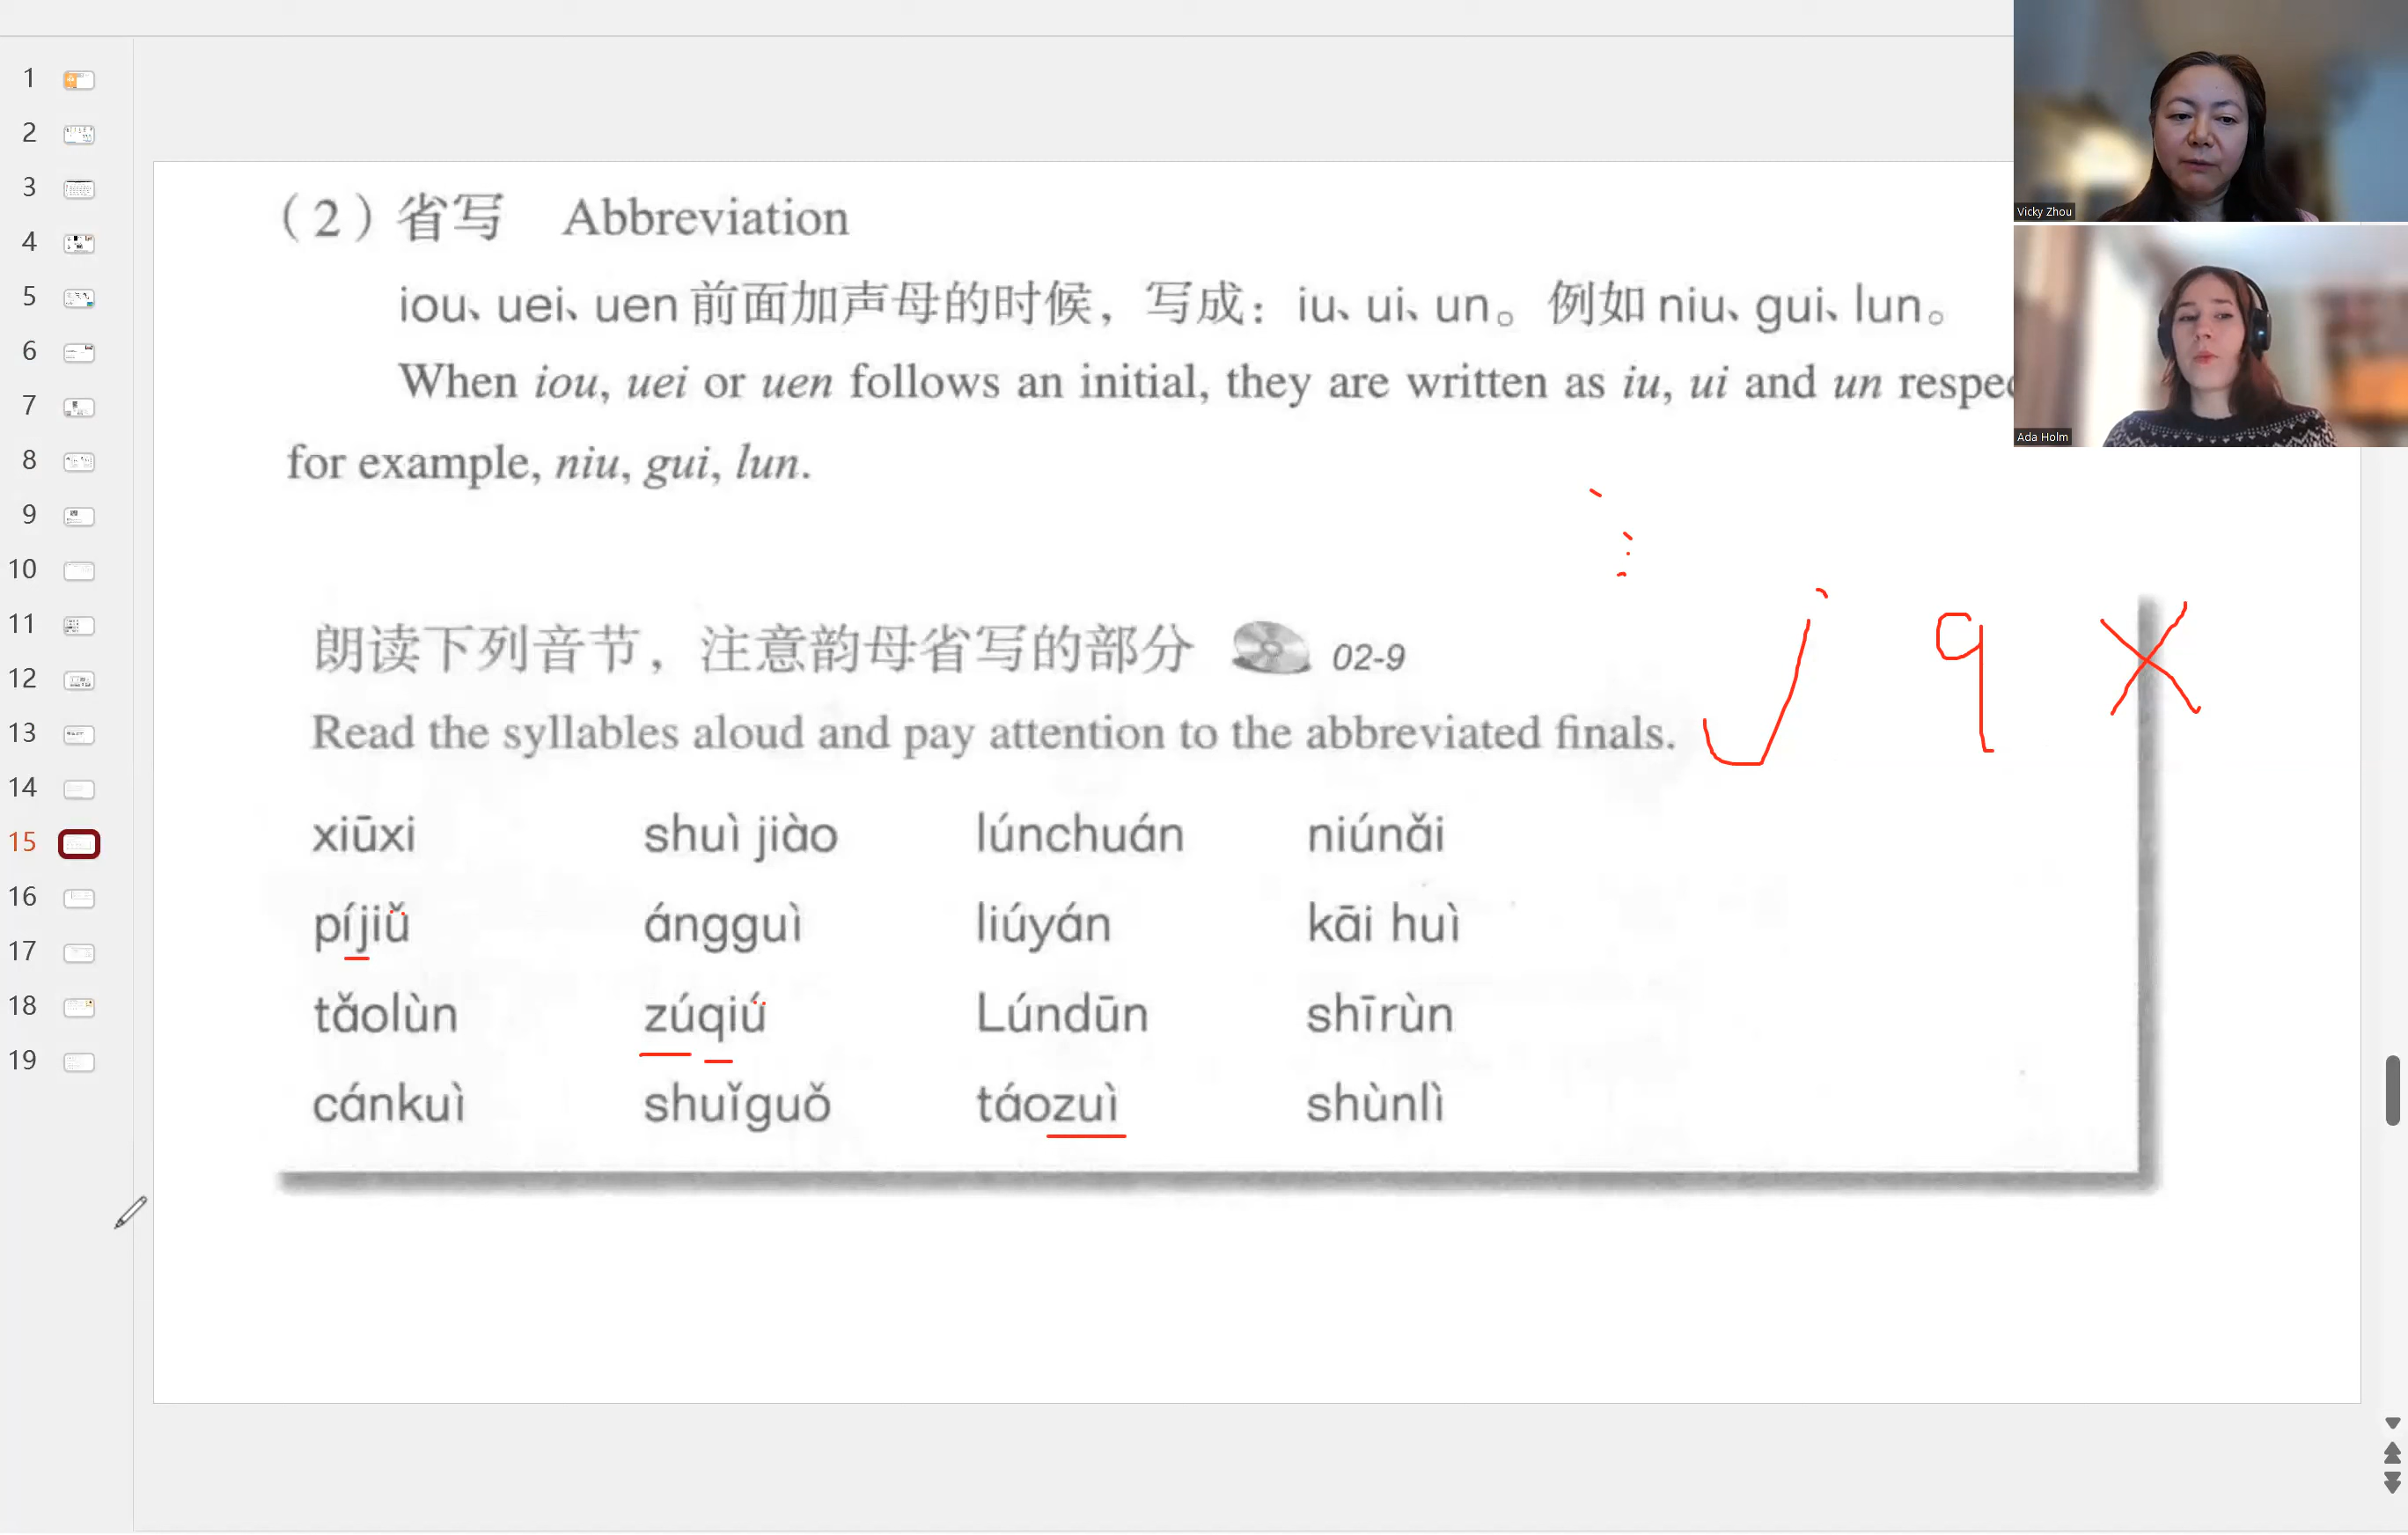 1
2
3
4
5
6
7
8
9
10
11
12
13
14
15
16
17
18
19
（2）省写 Abbreviation
iou、uei、uen 前面加声母的时候，写成：iu、ui、un。例如 niu、gui、lun。
When iou, uei or uen follows an initial, they are written as iu, ui and un
for example, niu, gui, lun.
朗读下列音节，注意韵母省写的部分 02-9
Read the syllables aloud and pay attention to the abbreviated finals.
j q x
xiūxi shuì jiào lúnchuán niúnǎi
píjiǔ ángguì liúyán kāi huì
tǎolùn zúqiú Lúndūn shīrùn
cánkuì shuǐguǒ táozuì shùnlì
Vicky Zhou
Ada Holm